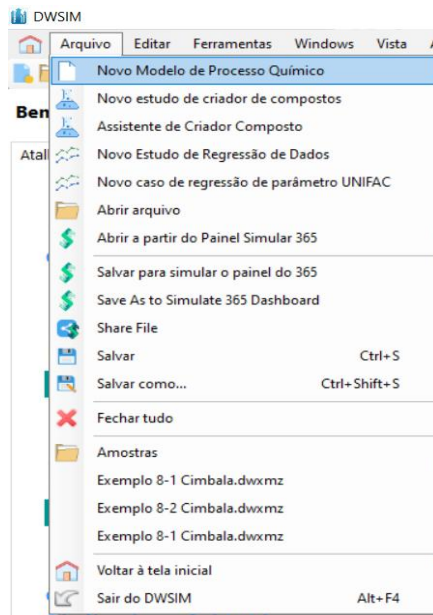 DWSIM
Arquivo Editar Ferramentas Windows Vista
Novo Modelo de Processo Químico
Novo estudo de criador de compostos
Assistente de Criador Composto
Novo Estudo de Regressão de Dados
Novo caso de regressão de parâmetro UNIFAC
Abrir arquivo
Abrir a partir do Painel Simular 365
Salvar para simular o painel do 365
Save As to Simulate 365 Dashboard
Share File
Salvar Ctrl+S
Salvar como... Ctrl+Shift+S
Fechar tudo
Amostras
Exemplo 8-1 Cimbala.dwxmz
Exemplo 8-2 Cimbala.dwxmz
Exemplo 8-1 Cimbala.dwxmz
Voltar à tela inicial
Sair do DWSIM Alt+F4